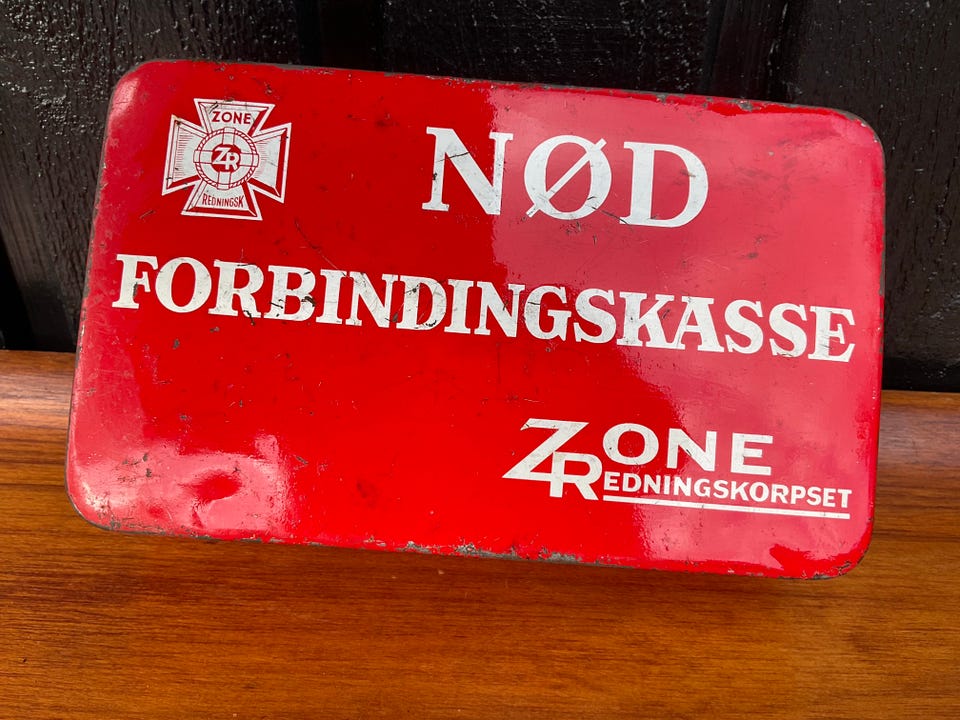 ZONE
ZR
REDNINGSK
NØD
FORBINDINGSKASSE
ZONE
REDNINGSKORPSET